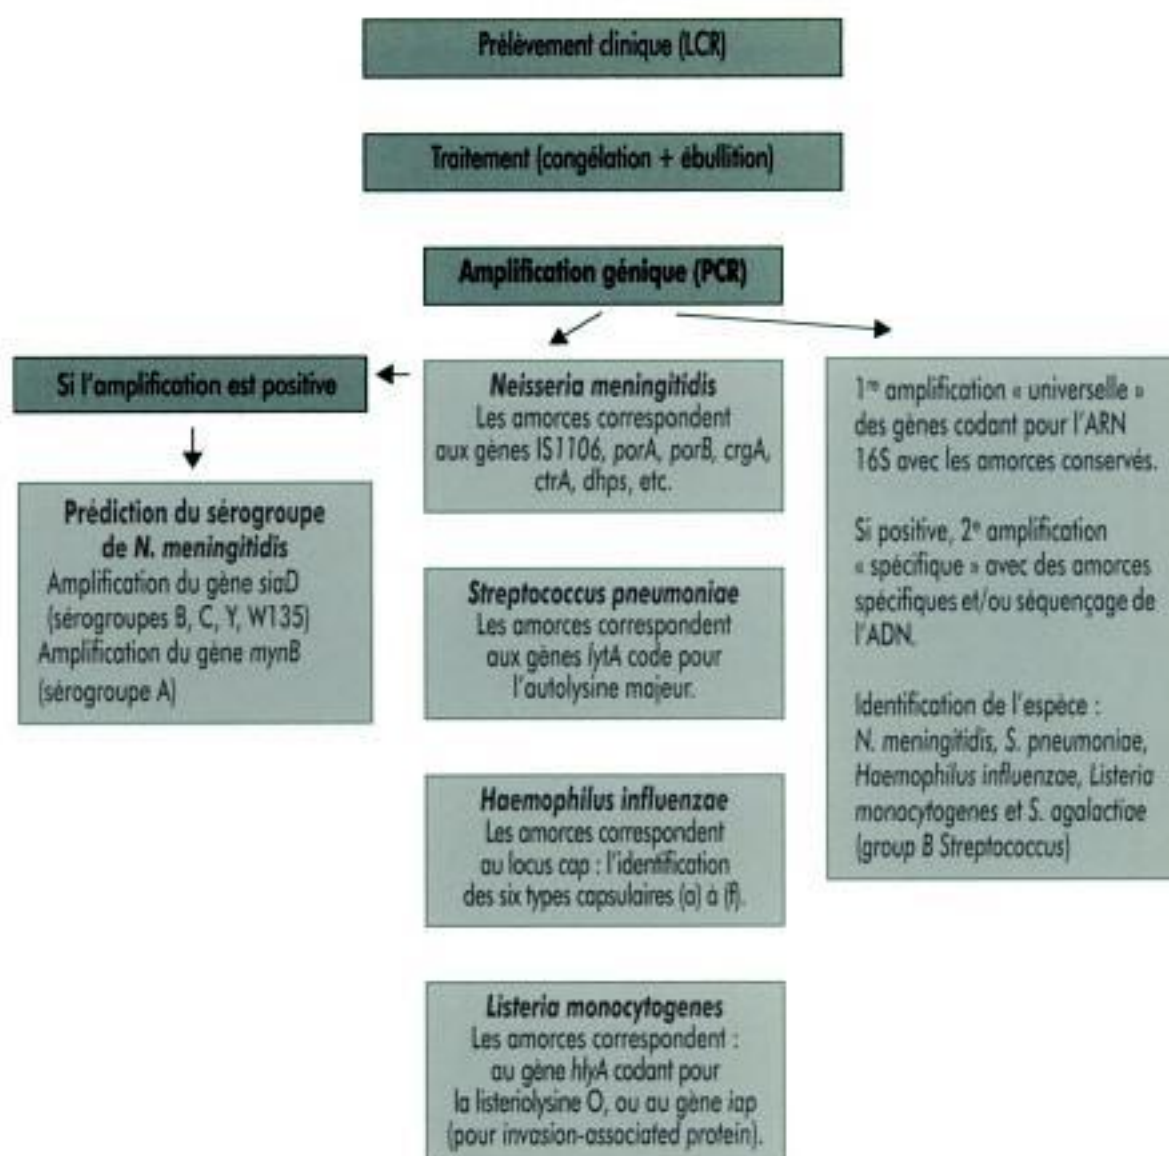 Prélèvement clinique (LCR)
Traitement (congélation + ébullition)
Amplification génique (PCR)
Si l'amplification est positive
Prédiction du sérogroupe
de N. meningitidis
Amplification du gène siaD
(sérogroupes B, C, Y, W135)
Amplification du gène mynB
(sérogroupe A)
Neisseria meningitidis
Les amorces correspondent
aux gènes IS1106, porA, porB, crgA,
ctrA, dhps, etc.
Streptococcus pneumoniae
Les amorces correspondent
aux gènes lytA code pour
l'autolysine majeur.
Haemophilus influenzae
Les amorces correspondent
au locus cap : l'identification
des six types capsulaires (a) à (f).
Listeria monocytogenes
Les amorces correspondent :
au gène hlyA codant pour
la listeriolysine O, ou au gène iap
(pour invasion-associated protein).
1re amplification « universelle »
des gènes codant pour l'ARN
16S avec les amorces conservés.
Si positive, 2e amplification
« spécifique » avec des amorces
spécifiques et/ou séquençage de
l'ADN.
Identification de l'espèce :
N. meningitidis, S. pneumoniae,
Haemophilus influenzae, Listeria
monocytogenes et S. agalactiae
(group B Streptococcus)